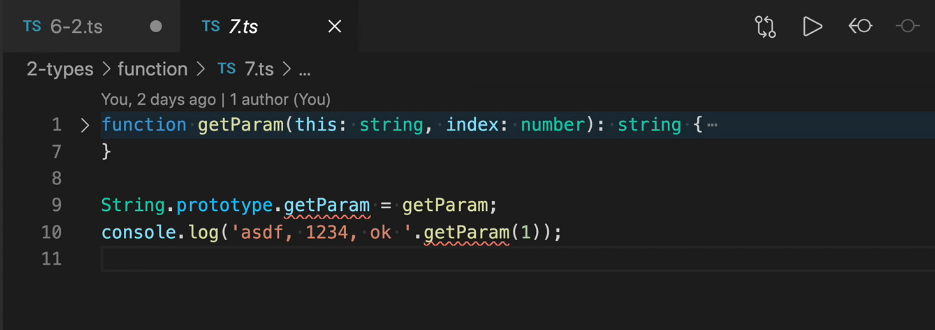 TS 6-2.ts TS 7.ts
2-types > function > TS 7.ts > ...
You, 2 days ago | 1 author (You)
1 function getParam(this: string, index: number): string {…
7 }
8
9 String.prototype.getParam = getParam;
10 console.log('asdf, 1234, ok '.getParam(1));
11